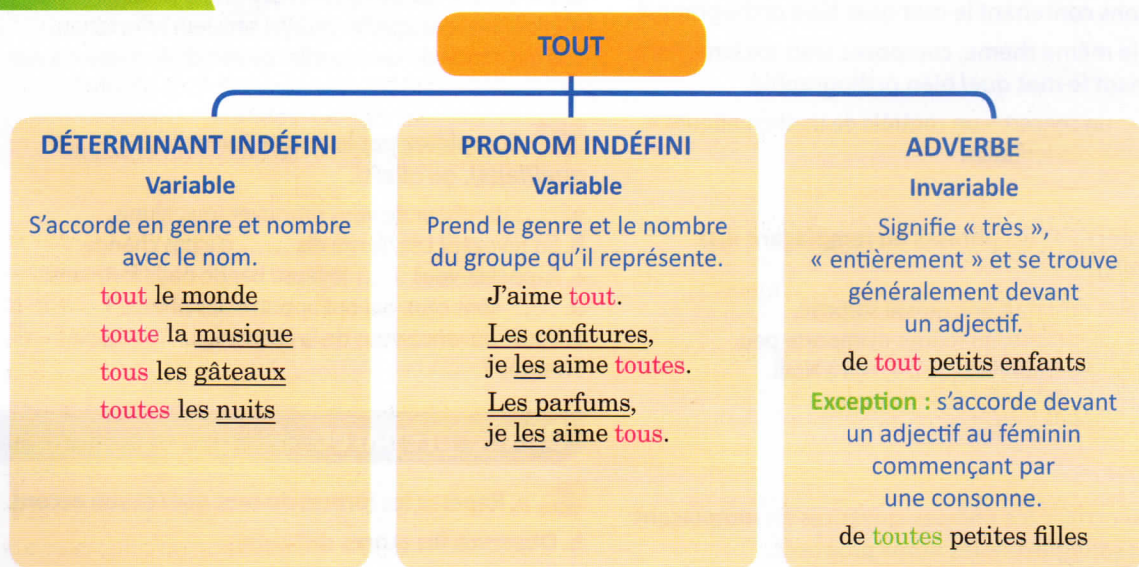 TOUT
DÉTERMINANT INDÉFINI
Variable
S'accorde en genre et nombre
avec le nom.
tout le monde
toute la musique
tous les gâteaux
toutes les nuits
PRONOM INDÉFINI
Variable
Prend le genre et le nombre
du groupe qu'il représente.
J'aime tout.
Les confitures,
je les aime toutes.
Les parfums,
je les aime tous.
ADVERBE
Invariable
Signifie « très »,
« entièrement » et se trouve
généralement devant
un adjectif.
de tout petits enfants
Exception : s'accorde devant
un adjectif au féminin
commençant par
une consonne.
de toutes petites filles